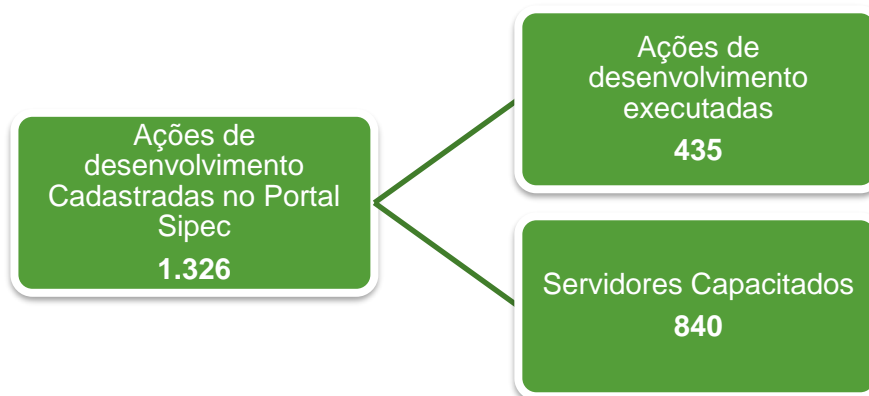 Ações de
desenvolvimento
Cadastradas no Portal
Sipec
1.326
Ações de
desenvolvimento
executadas
435
Servidores Capacitados
840